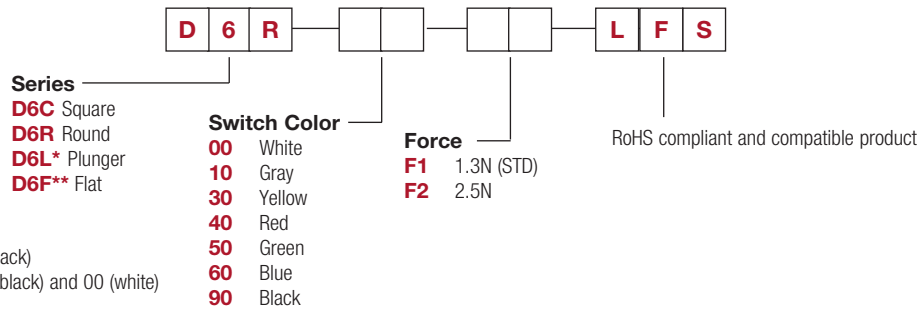 D 6 R L F S
Series
D6C Square
D6R Round
D6L* Plunger
D6F** Flat
Switch Color
00 White
10 Gray
30 Yellow
40 Red
50 Green
60 Blue
90 Black
Force
F1 1.3N (STD)
F2 2.5N
RoHS compliant and compatible product
black) and 00 (white)